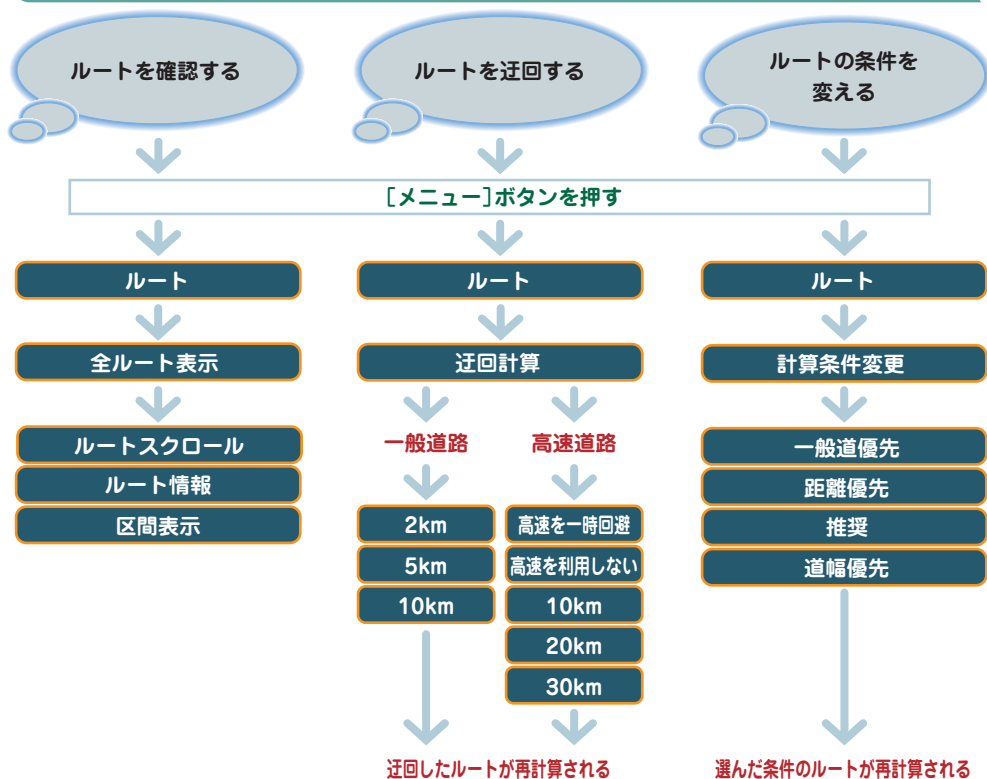 ルートを確認する
ルートを迂回する
ルートの条件を
変える
[メニュー]ボタンを押す
ルート
全ルート表示
ルートスクロール
ルート情報
区間表示
ルート
迂回計算
一般道路
2km
5km
10km
高速道路
高速を一時回避
高速を利用しない
10km
20km
30km
迂回したルートが再計算される
ルート
計算条件変更
一般道優先
距離優先
推奨
道幅優先
選んだ条件のルートが再計算される